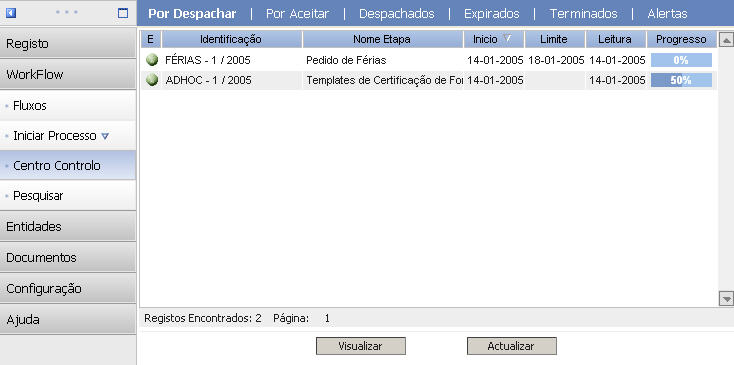 Por Despachar | Por Aceitar | Despachados | Expirados | Terminados | Alertas
Registo
WorkFlow
Fluxos
Iniciar Processo
Centro Controlo
Pesquisar
Entidades
Documentos
Configuração
Ajuda
E Identificação Nome Etapa Inicio Limite Leitura Progresso
FÉRIAS - 1 / 2005 Pedido de Férias 14-01-2005 18-01-2005 14-01-2005 0%
ADHOC - 1 / 2005 Templates de Certificação de For 14-01-2005 14-01-2005 50%
Registos Encontrados: 2 Página: 1
Visualizar Actualizar